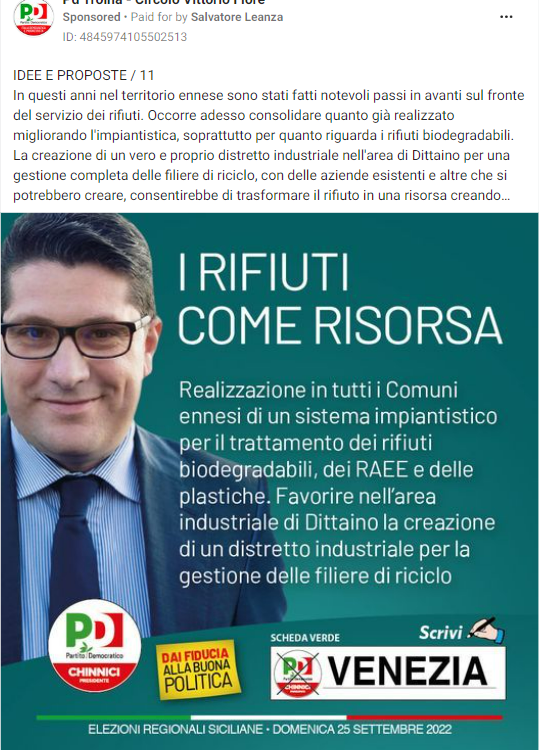 PD Troina - Circolo Vittorio Fiore
Sponsored • Paid for by Salvatore Leanza
ID: 4845974105502513
IDEE E PROPOSTE / 11
In questi anni nel territorio ennese sono stati fatti notevoli passi in avanti sul fronte
del servizio dei rifiuti. Occorre adesso consolidare quanto già realizzato
migliorando l'impiantistica, soprattutto per quanto riguarda i rifiuti biodegradabili.
La creazione di un vero e proprio distretto industriale nell'area di Dittaino per una
gestione completa delle filiere di riciclo, con delle aziende esistenti e altre che si
potrebbero creare, consentirebbe di trasformare il rifiuto in una risorsa creando...
I RIFIUTI
COME RISORSA
Realizzazione in tutti i Comuni
ennesi di un sistema impiantistico
per il trattamento dei rifiuti
biodegradabili, dei RAEE e delle
plastiche. Favorire nell'area
industriale di Dittaino la creazione
di un distretto industriale per la
gestione delle filiere di riciclo
PD
Partito Democratico
CHINNICI
PRESIDENTE
DAI FIDUCIA
ALLA BUONA
POLITICA
SCHEDA VERDE
Scrivi
PD
CHINNICI
VENEZIA
ELEZIONI REGIONALI SICILIANE • DOMENICA 25 SETTEMBRE 2022